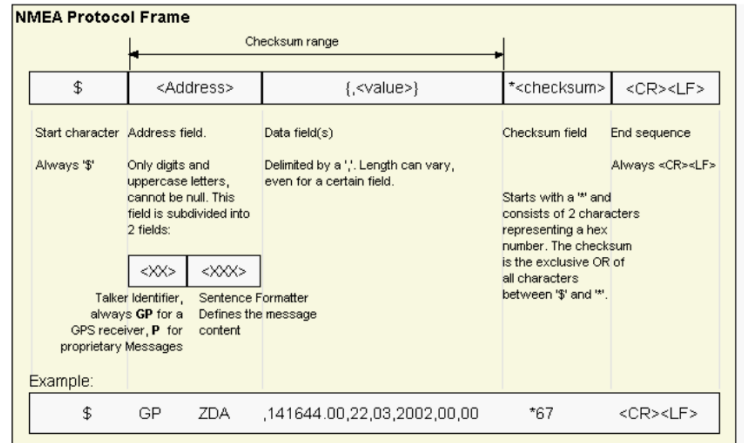 NMEA Protocol Frame
Checksum range
$ <Address> {,<value>} *<checksum> <CR><LF>
Start character Address field. Data field(s) Checksum field End sequence
Always '$' Only digits and Delimited by a ','. Length can vary, Always <CR><LF>
uppercase letters, even for a certain field.
cannot be null. This Starts with a '*' and
field is subdivided into consists of 2 characters
2 fields: representing a hex
number. The checksum
<XX> <XXX> is the exclusive OR of
all characters
Talker Identifier, Sentence Formatter between '$' and '*'.
always GP for a Defines the message
GPS receiver, P for content
proprietary Messages
Example:
$ GP ZDA ,141644.00,22,03,2002,00,00 *67 <CR><LF>